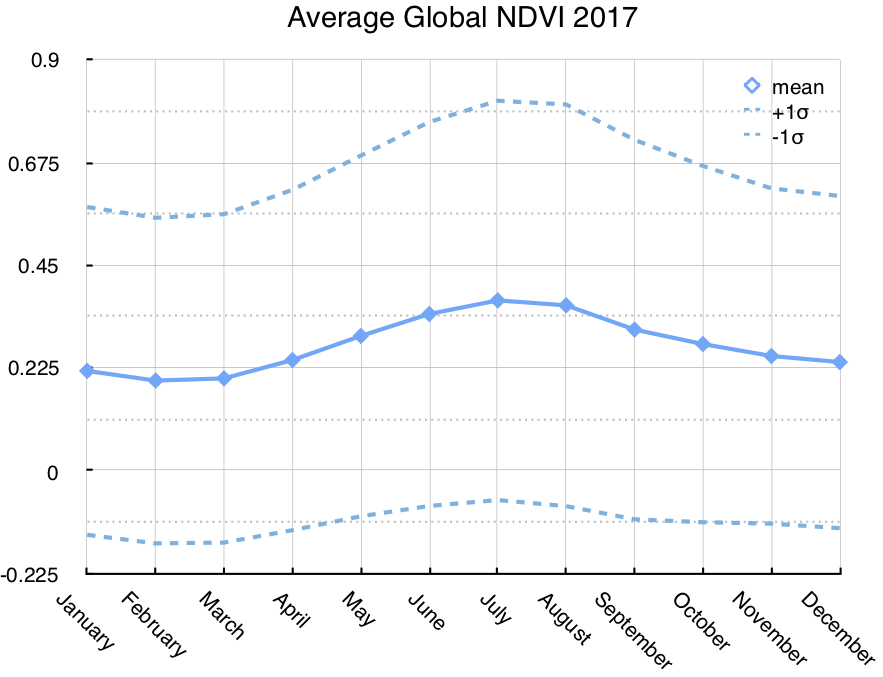 Average Global NDVI 2017
0.9
0.675
0.45
0.225
0
-0.225
mean
+1σ
-1σ
January
February
March
April
May
June
July
August
September
October
November
December